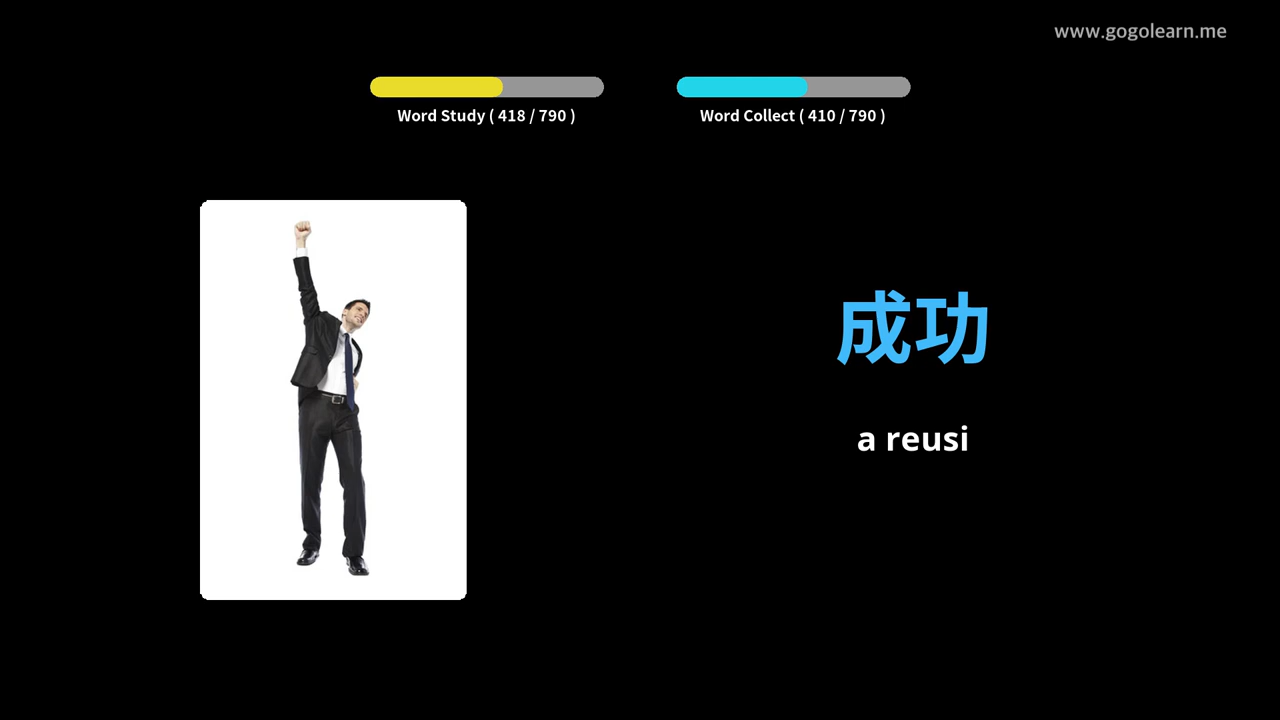 www.gogolearn.me
Word Study ( 418 / 790 )
Word Collect ( 410 / 790 )
成功
a reusi